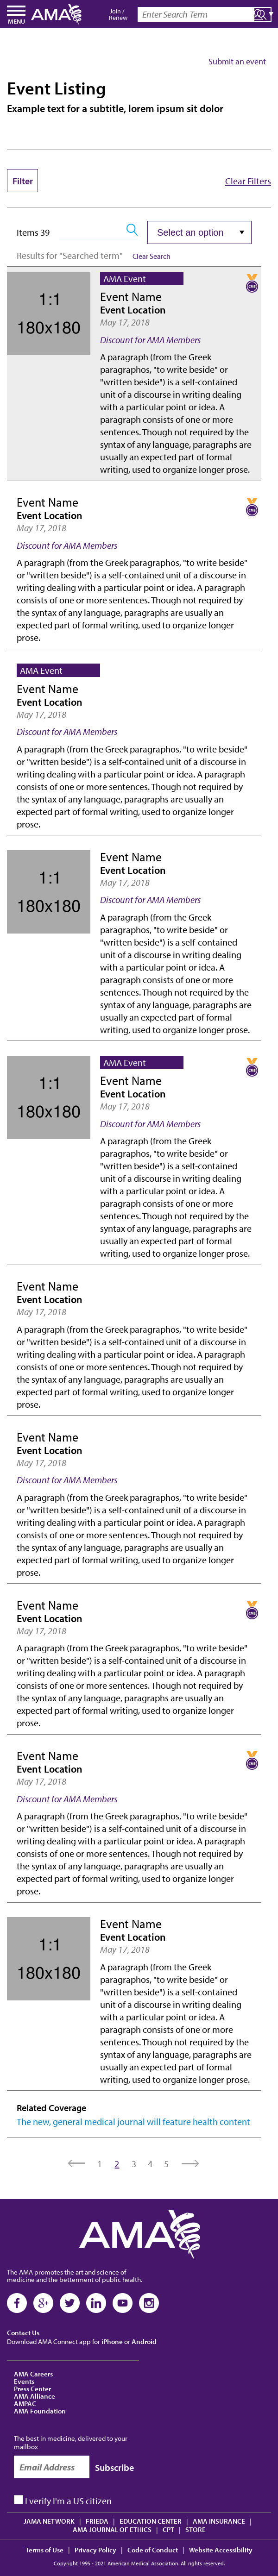 MENU
AMA
Join /
Renew
Enter Search Term
Submit an event
Event Listing
Example text for a subtitle, lorem ipsum sit dolor
Filter
Clear Filters
Items 39
Select an option
Results for "Searched term"
Clear Search
1:1
180x180
AMA Event
Event Name
Event Location
May 17, 2018
Discount for AMA Members
A paragraph (from the Greek
paragraphos, "to write beside" or
"written beside") is a self-contained
unit of a discourse in writing dealing
with a particular point or idea. A
paragraph consists of one or more
sentences. Though not required by the
syntax of any language, paragraphs are
usually an expected part of formal
writing, used to organize longer prose.
Event Name
Event Location
May 17, 2018
Discount for AMA Members
A paragraph (from the Greek paragraphos, "to write beside"
or "written beside") is a self-contained unit of a discourse in
writing dealing with a particular point or idea. A paragraph
consists of one or more sentences. Though not required by
the syntax of any language, paragraphs are usually an
expected part of formal writing, used to organize longer
prose.
AMA Event
Event Name
Event Location
May 17, 2018
Discount for AMA Members
A paragraph (from the Greek paragraphos, "to write beside"
or "written beside") is a self-contained unit of a discourse in
writing dealing with a particular point or idea. A paragraph
consists of one or more sentences. Though not required by
the syntax of any language, paragraphs are usually an
expected part of formal writing, used to organize longer
prose.
1:1
180x180
Event Name
Event Location
May 17, 2018
Discount for AMA Members
A paragraph (from the Greek
paragraphos, "to write beside" or
"written beside") is a self-contained
unit of a discourse in writing dealing
with a particular point or idea. A
paragraph consists of one or more
sentences. Though not required by the
syntax of any language, paragraphs are
usually an expected part of formal
writing, used to organize longer prose.
1:1
180x180
AMA Event
Event Name
Event Location
May 17, 2018
Discount for AMA Members
A paragraph (from the Greek
paragraphos, "to write beside" or
"written beside") is a self-contained
unit of a discourse in writing dealing
with a particular point or idea. A
paragraph consists of one or more
sentences. Though not required by the
syntax of any language, paragraphs are
usually an expected part of formal
writing, used to organize longer prose.
Event Name
Event Location
May 17, 2018
A paragraph (from the Greek paragraphos, "to write beside"
or "written beside") is a self-contained unit of a discourse in
writing dealing with a particular point or idea. A paragraph
consists of one or more sentences. Though not required by
the syntax of any language, paragraphs are usually an
expected part of formal writing, used to organize longer
prose.
Event Name
Event Location
May 17, 2018
Discount for AMA Members
A paragraph (from the Greek paragraphos, "to write beside"
or "written beside") is a self-contained unit of a discourse in
writing dealing with a particular point or idea. A paragraph
consists of one or more sentences. Though not required by
the syntax of any language, paragraphs are usually an
expected part of formal writing, used to organize longer
prose.
Event Name
Event Location
May 17, 2018
A paragraph (from the Greek paragraphos, "to write beside"
or "written beside") is a self-contained unit of a discourse in
writing dealing with a particular point or idea. A paragraph
consists of one or more sentences. Though not required by
the syntax of any language, paragraphs are usually an
expected part of formal writing, used to organize longer
prose.
Event Name
Event Location
May 17, 2018
Discount for AMA Members
A paragraph (from the Greek paragraphos, "to write beside"
or "written beside") is a self-contained unit of a discourse in
writing dealing with a particular point or idea. A paragraph
consists of one or more sentences. Though not required by
the syntax of any language, paragraphs are usually an
expected part of formal writing, used to organize longer
prose.
1:1
180x180
Event Name
Event Location
May 17, 2018
A paragraph (from the Greek
paragraphos, "to write beside" or
"written beside") is a self-contained
unit of a discourse in writing dealing
with a particular point or idea. A
paragraph consists of one or more
sentences. Though not required by the
syntax of any language, paragraphs are
usually an expected part of formal
writing, used to organize longer prose.
Related Coverage
The new, general medical journal will feature health content
1 2 3 4 5
AMA
The AMA promotes the art and science of
medicine and the betterment of public health.
Contact Us
Download AMA Connect app for iPhone or Android
AMA Careers
Events
Press Center
AMA Alliance
AMPAC
AMA Foundation
The best in medicine, delivered to your
mailbox
Email Address
Subscribe
I verify I'm a US citizen
JAMA NETWORK | FRIEDA | EDUCATION CENTER | AMA INSURANCE |
AMA JOURNAL OF ETHICS | CPT | STORE
Terms of Use | Privacy Policy | Code of Conduct | Website Accessibility
Copyright 1995 - 2021 American Medical Association. All rights reserved.